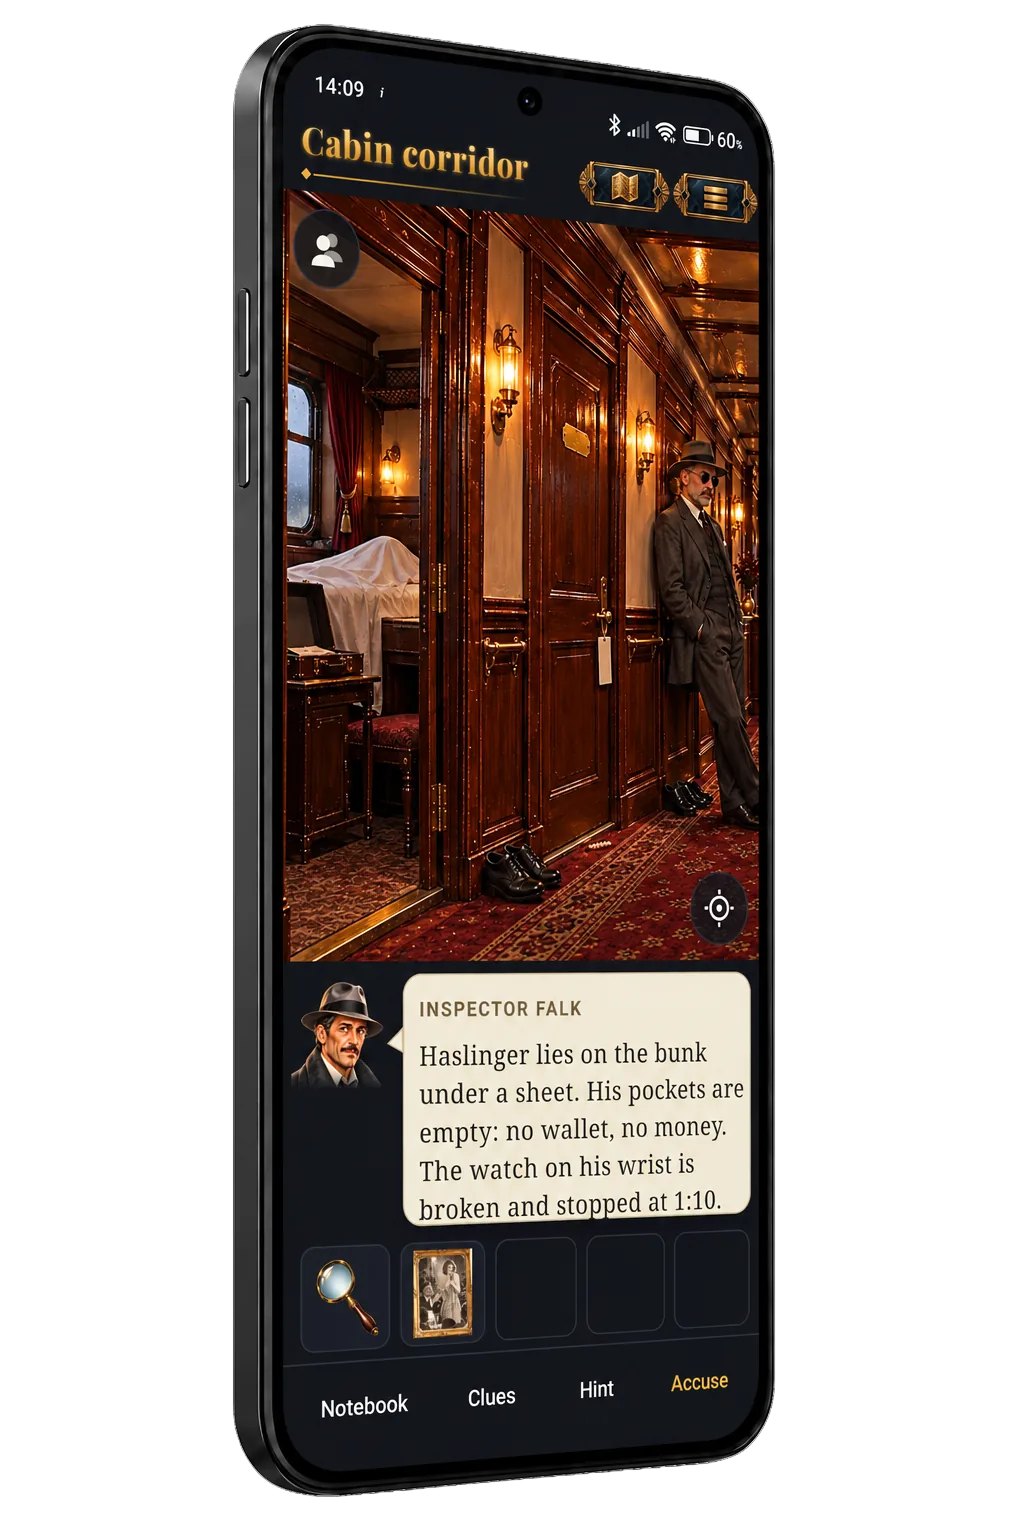 14:09 i
60%
Cabin corridor
INSPECTOR FALK
Haslinger lies on the bunk
under a sheet. His pockets are
empty: no wallet, no money.
The watch on his wrist is
broken and stopped at 1:10.
Notebook
Clues
Hint
Accuse